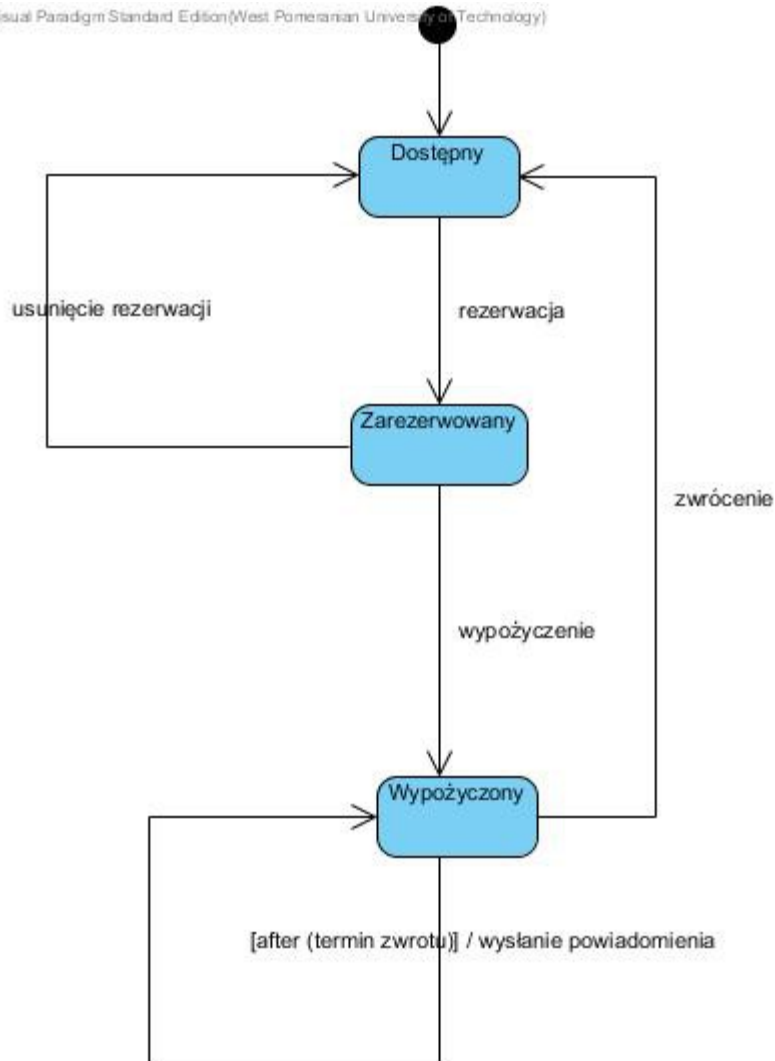 isual Paradigm Standard Edition(West Pomeranian University of Technology)
Dostępny
usunięcie rezerwacji
rezerwacja
Zarezerwowany
zwrócenie
wypożyczenie
Wypożyczony
[after (termin zwrotu)] / wysłanie powiadomienia